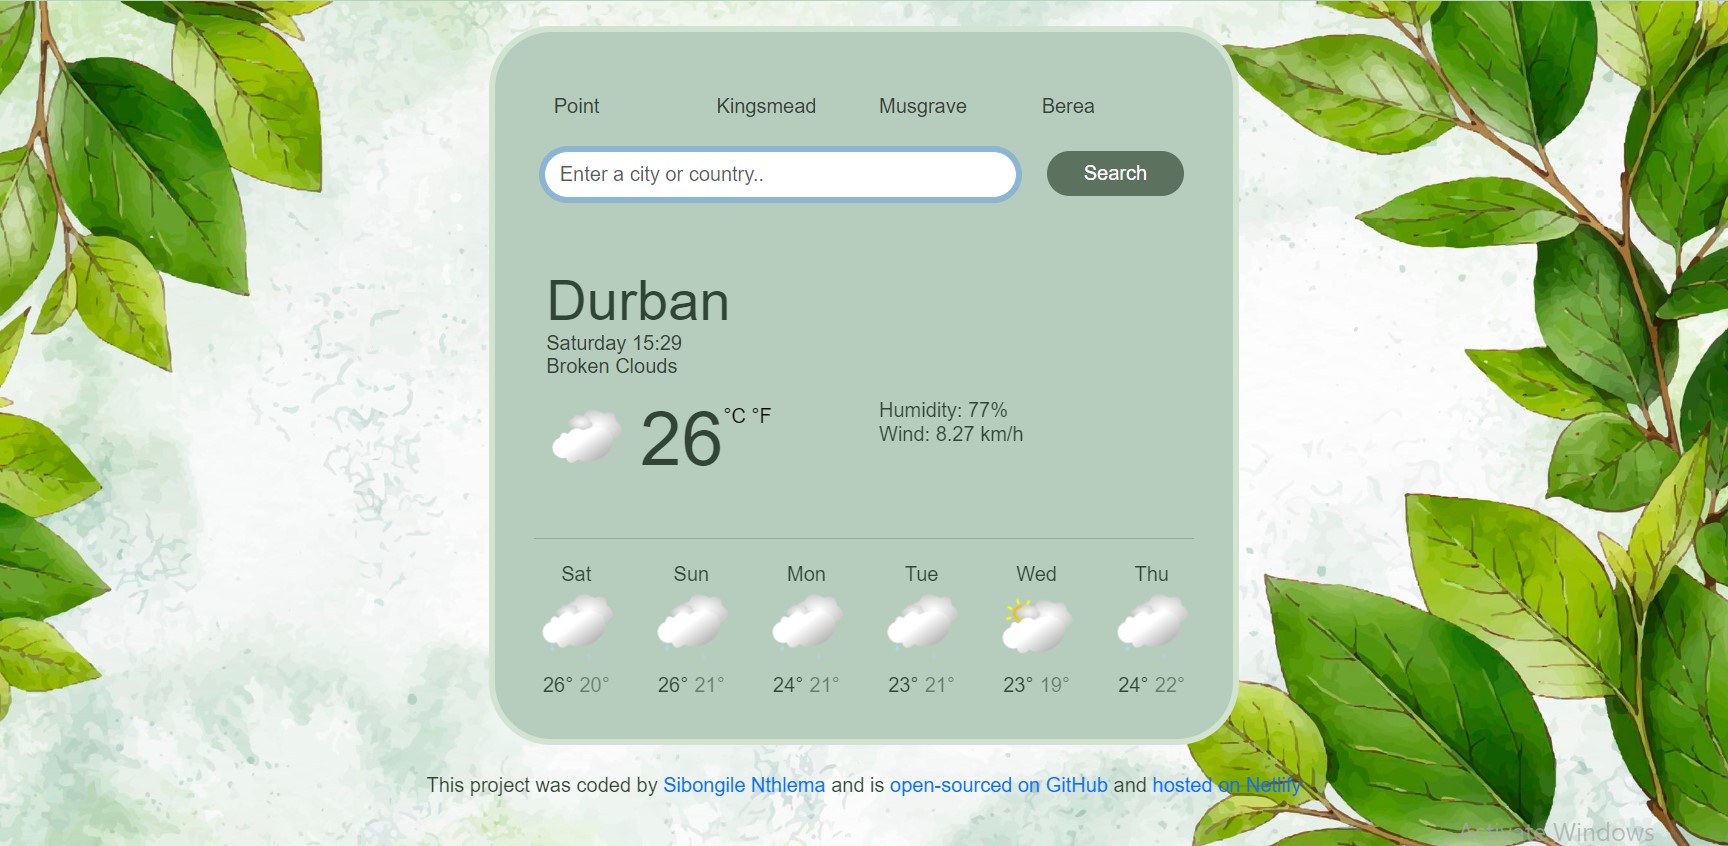 Point Kingsmead Musgrave Berea
Enter a city or country..
Search
Durban
Saturday 15:29
Broken Clouds
26 °C °F
Humidity: 77%
Wind: 8.27 km/h
Sat Sun Mon Tue Wed Thu
26° 20° 26° 21° 24° 21° 23° 21° 23° 19° 24° 22°
This project was coded by Sibongile Nthlema and is open-sourced on GitHub and hosted on Netlify
Activate Windows